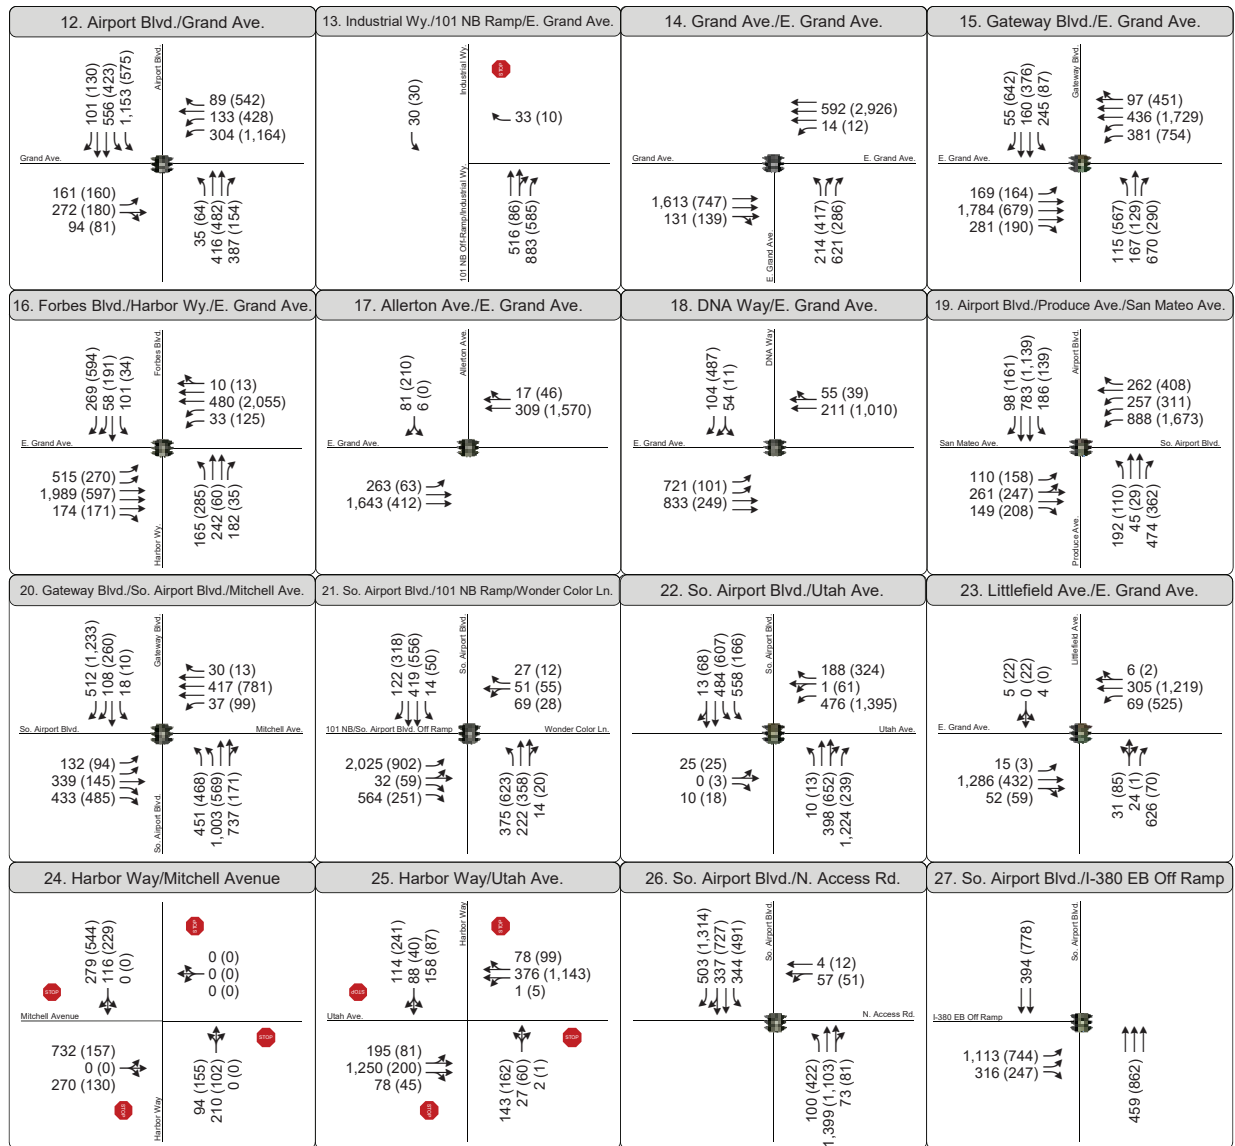 12. Airport Blvd./Grand Ave.
101 (130)
556 (423)
1,153 (575)
Airport Blvd.
89 (542)
133 (428)
304 (1,164)
Grand Ave.
161 (160)
272 (180)
94 (81)
35 (64)
416 (482)
387 (154)
13. Industrial Wy./101 NB Ramp/E. Grand Ave.
30 (30)
Industrial Wy.
STOP
33 (10)
101 NB Off-Ramp/Industrial Wy.
516 (86)
883 (585)
14. Grand Ave./E. Grand Ave.
592 (2,926)
14 (12)
Grand Ave.
E. Grand Ave.
1,613 (747)
131 (139)
E. Grand Ave.
214 (417)
621 (286)
15. Gateway Blvd./E. Grand Ave.
55 (642)
160 (376)
245 (87)
Gateway Blvd.
97 (451)
436 (1,729)
381 (754)
E. Grand Ave.
169 (164)
1,784 (679)
281 (190)
115 (567)
167 (129)
670 (290)
16. Forbes Blvd./Harbor Wy./E. Grand Ave.
269 (594)
58 (191)
101 (34)
Forbes Blvd.
10 (13)
480 (2,055)
33 (125)
E. Grand Ave.
515 (270)
1,989 (597)
174 (171)
Harbor Wy.
165 (285)
242 (60)
182 (35)
17. Allerton Ave./E. Grand Ave.
81 (210)
6 (0)
Allerton Ave.
17 (46)
309 (1,570)
E. Grand Ave.
263 (63)
1,643 (412)
18. DNA Way/E. Grand Ave.
104 (487)
54 (11)
DNA Way
55 (39)
211 (1,010)
E. Grand Ave.
721 (101)
833 (249)
19. Airport Blvd./Produce Ave./San Mateo Ave.
98 (161)
783 (1,139)
186 (139)
Airport Blvd.
262 (408)
257 (311)
888 (1,673)
San Mateo Ave.
So. Airport Blvd.
110 (158)
261 (247)
149 (208)
Produce Ave.
192 (110)
45 (29)
474 (362)
20. Gateway Blvd./So. Airport Blvd./Mitchell Ave.
512 (1,233)
108 (260)
18 (10)
Gateway Blvd.
30 (13)
417 (781)
37 (99)
So. Airport Blvd.
Mitchell Ave.
132 (94)
339 (145)
433 (485)
So. Airport Blvd.
451 (468)
1,003 (569)
737 (171)
21. So. Airport Blvd./101 NB Ramp/Wonder Color Ln.
122 (318)
419 (556)
14 (50)
So. Airport Blvd.
27 (12)
51 (55)
69 (28)
101 NB/So. Airport Blvd. Off Ramp
Wonder Color Ln.
2,025 (902)
32 (59)
564 (251)
375 (623)
222 (358)
14 (20)
22. So. Airport Blvd./Utah Ave.
13 (68)
484 (607)
558 (166)
So. Airport Blvd.
188 (324)
1 (61)
476 (1,395)
Utah Ave.
25 (25)
0 (3)
10 (18)
10 (13)
398 (652)
1,224 (239)
23. Littlefield Ave./E. Grand Ave.
5 (22)
0 (22)
4 (0)
Littlefield Ave.
6 (2)
305 (1,219)
69 (525)
E. Grand Ave.
15 (3)
1,286 (432)
52 (59)
31 (85)
24 (1)
626 (70)
24. Harbor Way/Mitchell Avenue
279 (544)
116 (229)
0 (0)
STOP
0 (0)
0 (0)
0 (0)
STOP
Mitchell Avenue
STOP
732 (157)
0 (0)
270 (130)
STOP
Harbor Way
94 (155)
210 (102)
0 (0)
25. Harbor Way/Utah Ave.
114 (241)
88 (40)
158 (87)
Harbor Way
STOP
78 (99)
376 (1,143)
1 (5)
STOP
Utah Ave.
STOP
195 (81)
1,250 (200)
78 (45)
STOP
143 (162)
27 (60)
2 (1)
26. So. Airport Blvd./N. Access Rd.
503 (1,314)
337 (727)
344 (491)
So. Airport Blvd.
4 (12)
57 (51)
N. Access Rd.
100 (422)
1,399 (1,103)
73 (81)
27. So. Airport Blvd./I-380 EB Off Ramp
394 (778)
So. Airport Blvd.
I-380 EB Off Ramp
1,113 (744)
316 (247)
459 (862)